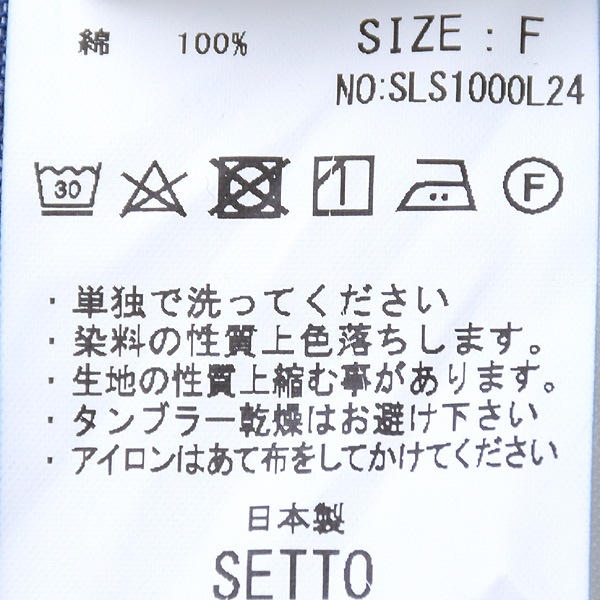 綿 100% SIZE : F
NO:SLS1000L24
30 F
・単独で洗ってください
・染料の性質上色落ちします。
・生地の性質上縮む事があります。
・タンブラー乾燥はお避け下さい
・アイロンはあて布をしてかけてください
日本製
SETTO